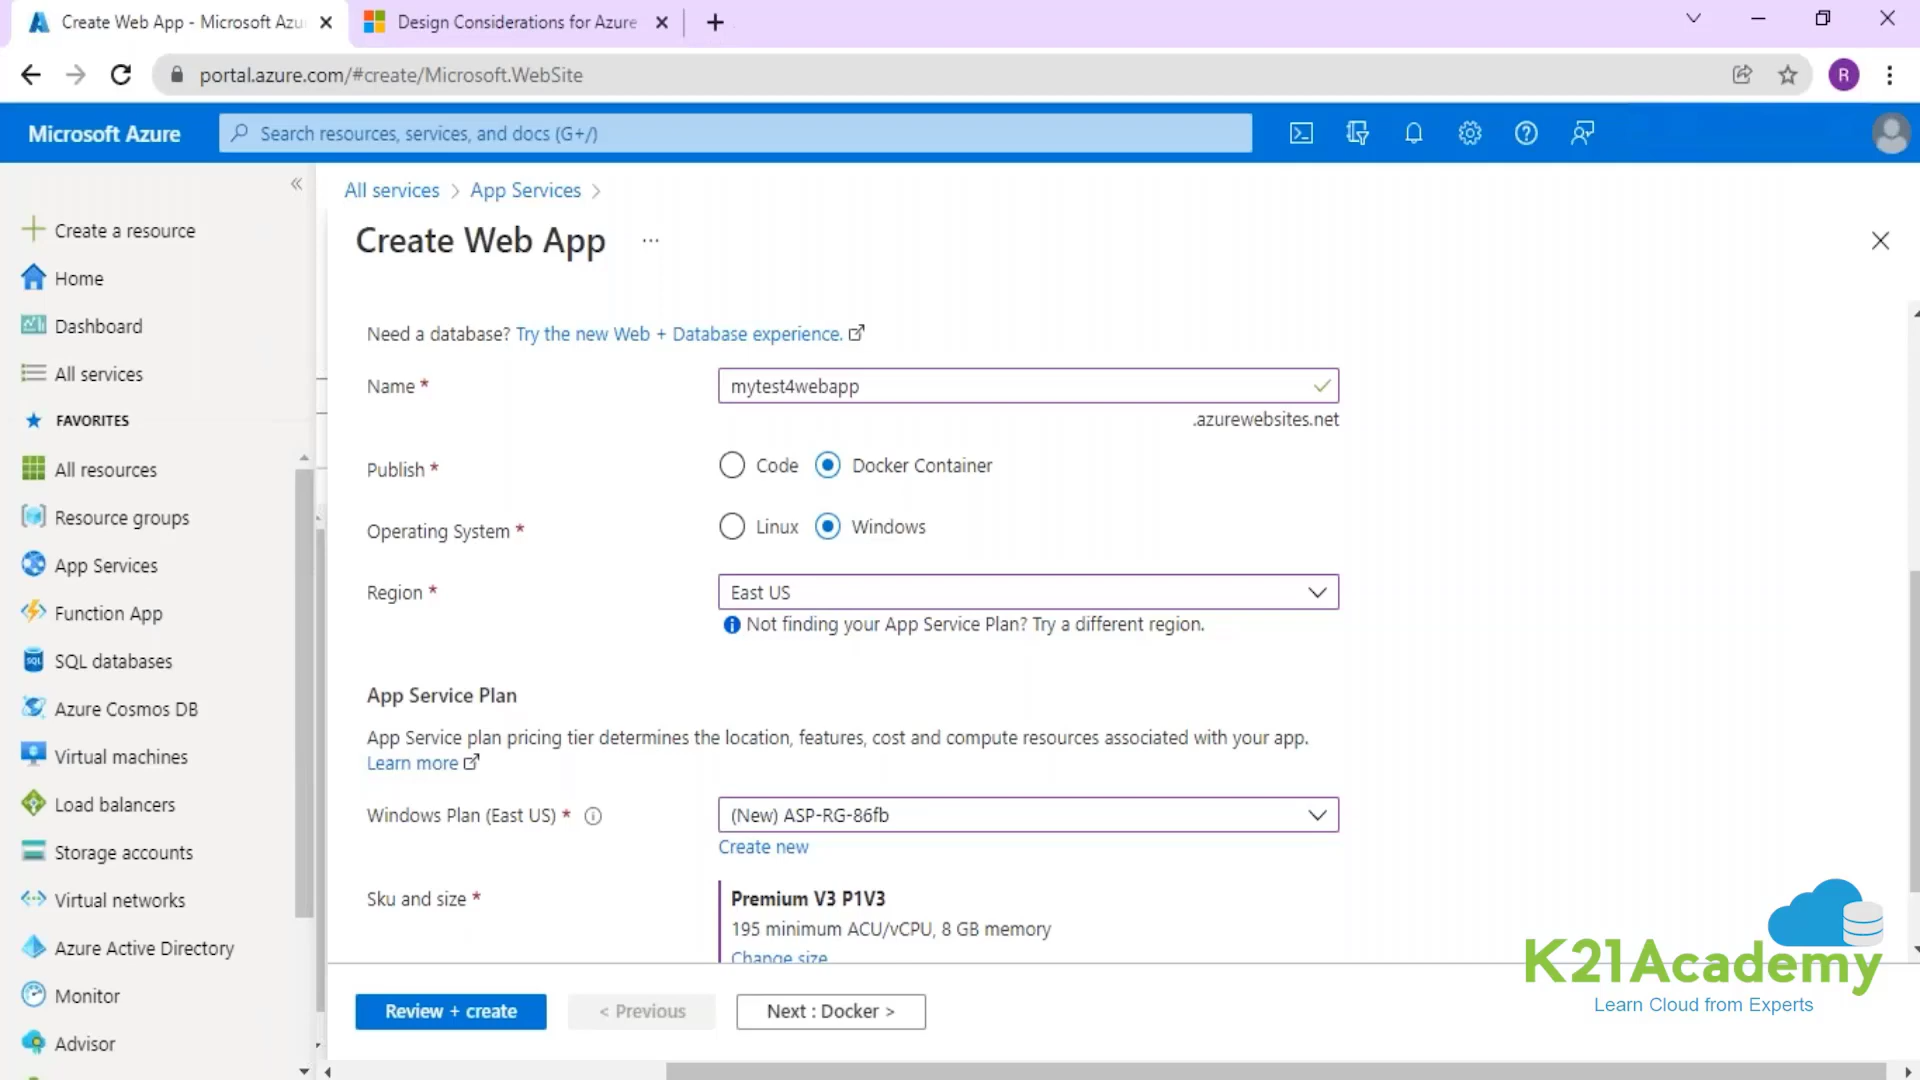 Create Web App - Microsoft Azu
Design Considerations for Azure
portal.azure.com/#create/Microsoft.WebSite
R
Microsoft Azure
Search resources, services, and docs (G+/)
All services > App Services >
Create a resource
Home
Dashboard
All services
FAVORITES
All resources
Resource groups
App Services
Function App
SQL databases
Azure Cosmos DB
Virtual machines
Load balancers
Storage accounts
Virtual networks
Azure Active Directory
Monitor
Advisor
Create Web App ...
Need a database? Try the new Web + Database experience.
Name *
mytest4webapp
.azurewebsites.net
Publish *
Code
Docker Container
Operating System *
Linux
Windows
Region *
East US
Not finding your App Service Plan? Try a different region.
App Service Plan
App Service plan pricing tier determines the location, features, cost and compute resources associated with your app.
Learn more
Windows Plan (East US) *
(New) ASP-RG-86fb
Create new
Sku and size *
Premium V3 P1V3
195 minimum ACU/vCPU, 8 GB memory
Change size
Review + create
< Previous
Next : Docker >
K21Academy
Learn Cloud from Experts